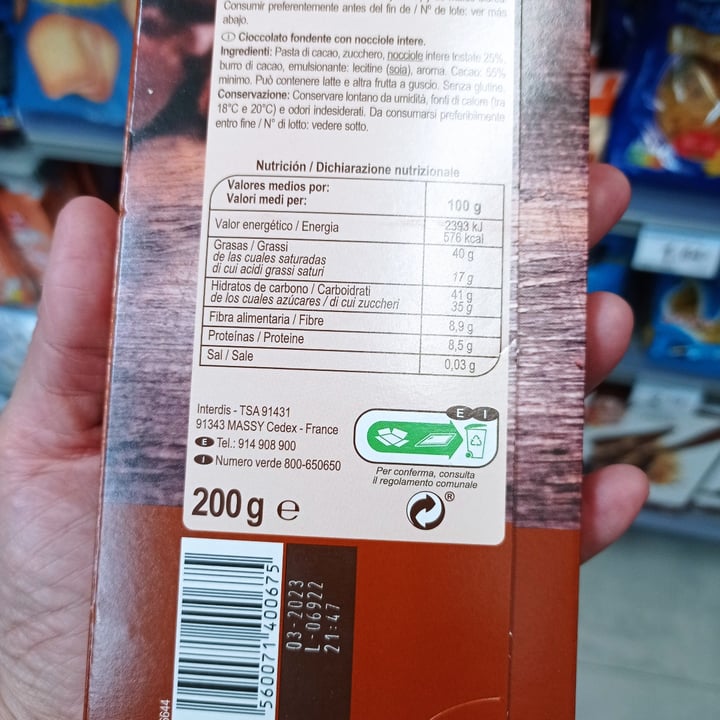 Consumir preferentemente antes del fin de / N° de lote: ver más
abajo.
I Cioccolato fondente con nocciole intere.
Ingredienti: Pasta di cacao, zucchero, nocciole intere tostate 25%,
burro di cacao, emulsionante: lecitine (soia), aroma. Cacao: 55%
minimo. Può contenere latte e altra frutta a guscio. Senza glutine.
Conservazione: Conservare lontano da umidità, fonti di calore (tra
18°C e 20°C) e odori indesiderati. Da consumarsi preferibilmente
entro fine / N° di lotto: vedere sotto.
Nutrición / Dichiarazione nutrizionale
Valores medios por:
Valori medi per:
100 g
Valor energético / Energia
2393 kJ
576 kcal
Grasas / Grassi
40 g
de las cuales saturadas
di cui acidi grassi saturi
17 g
Hidratos de carbono / Carboidrati
41 g
de los cuales azúcares / di cui zuccheri
35 g
Fibra alimentaria / Fibre
8,9 g
Proteínas / Proteine
8,5 g
Sal / Sale
0,03 g
Interdis - TSA 91431
91343 MASSY Cedex - France
E Tel.: 914 908 900
I Numero verde 800-650650
E I
Per conferma, consulta
il regolamento comunale
200 g e
®
5600714006751
03-2023
L-06922
21:47
6644